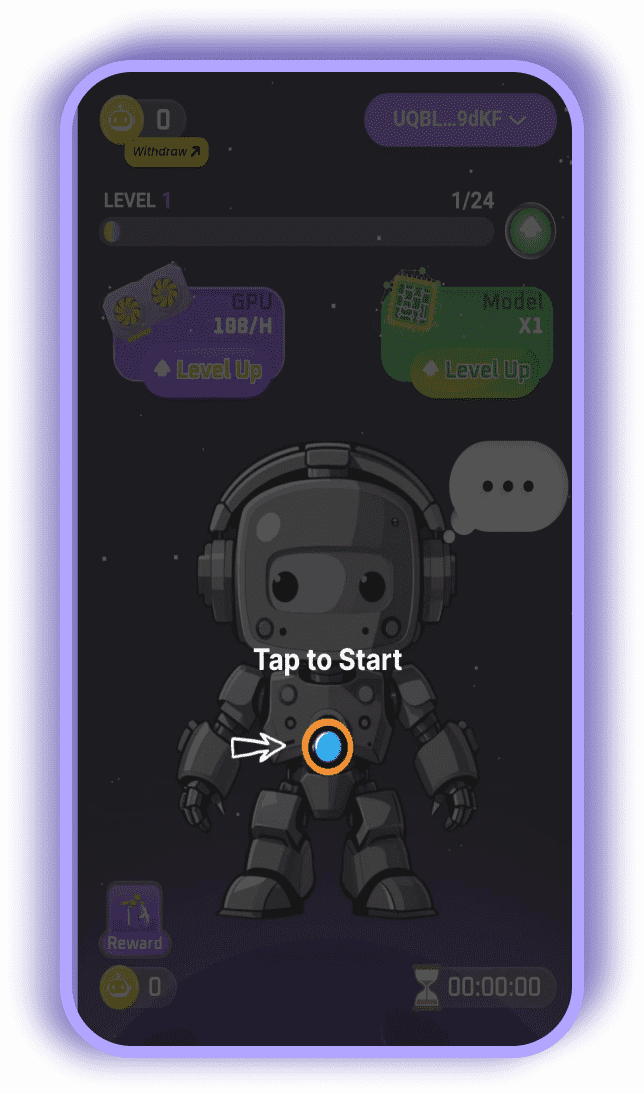 0
UQBL...9dKF
Withdraw
LEVEL 1
1/24
GPU
188/H
Level Up
Model
X1
Level Up
Tap to Start
Reward
0
00:00:00